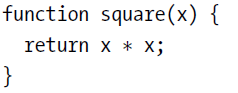 function square(x) {
  return x * x;
}